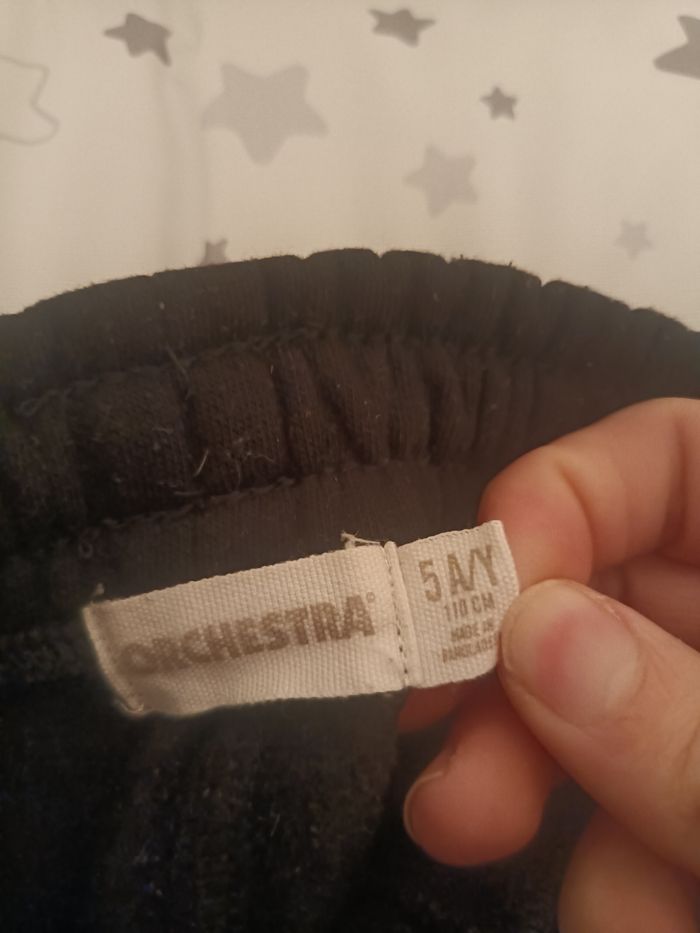 ORCHESTRA®
5 A/Y
110 CM
MADE IN
BANGLADESH